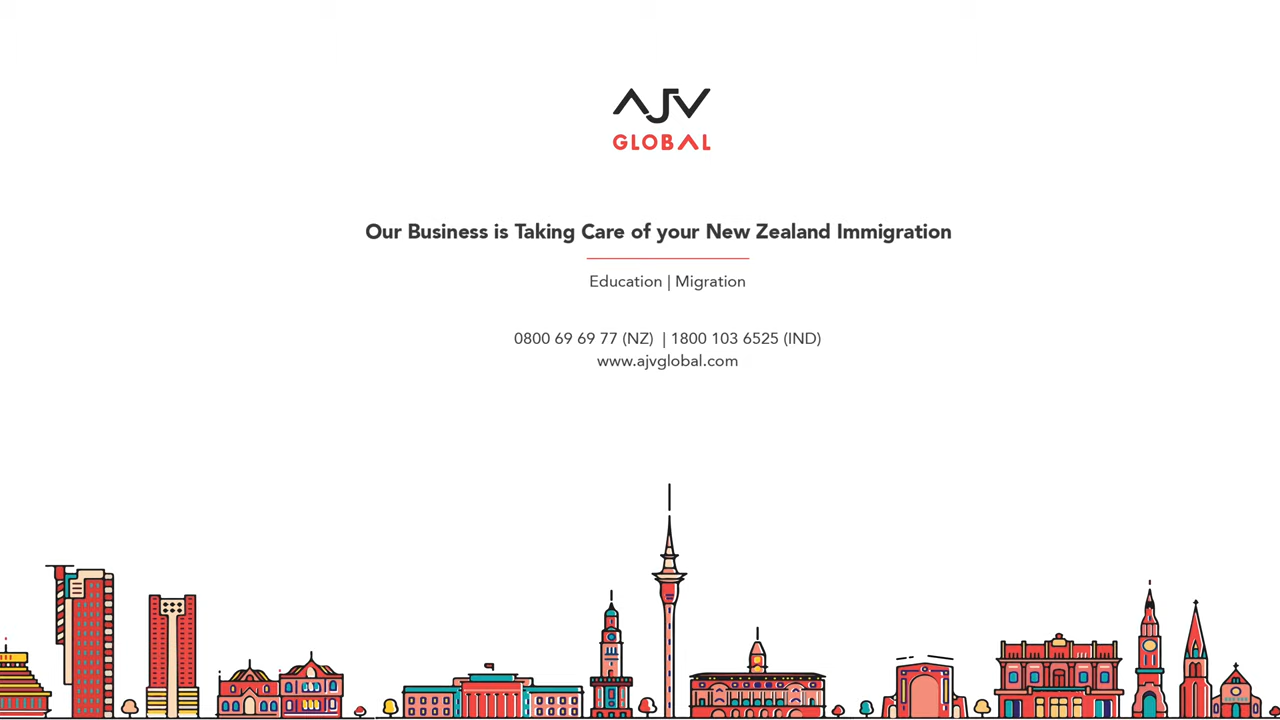 AJV
GLOBAL
Our Business is Taking Care of your New Zealand Immigration
Education | Migration
0800 69 69 77 (NZ) | 1800 103 6525 (IND)
www.ajvglobal.com